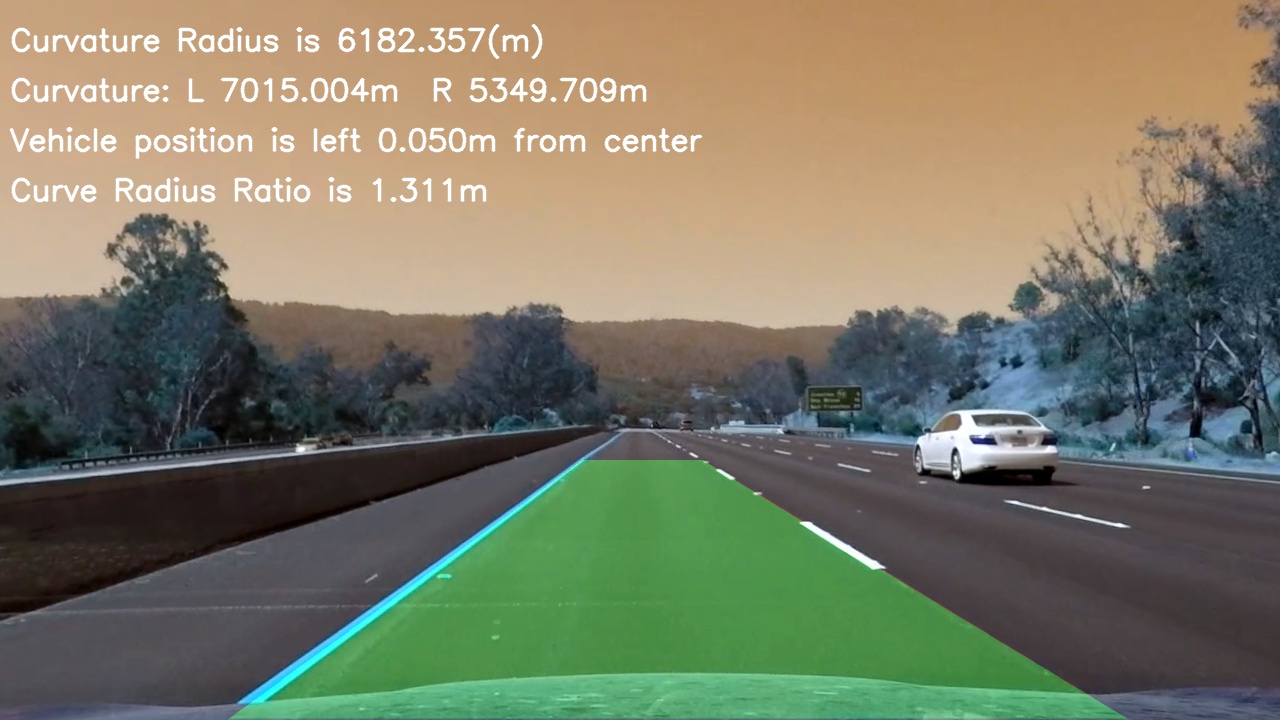 Curvature Radius is 6182.357(m)
Curvature: L 7015.004m R 5349.709m
Vehicle position is left 0.050m from center
Curve Radius Ratio is 1.311m